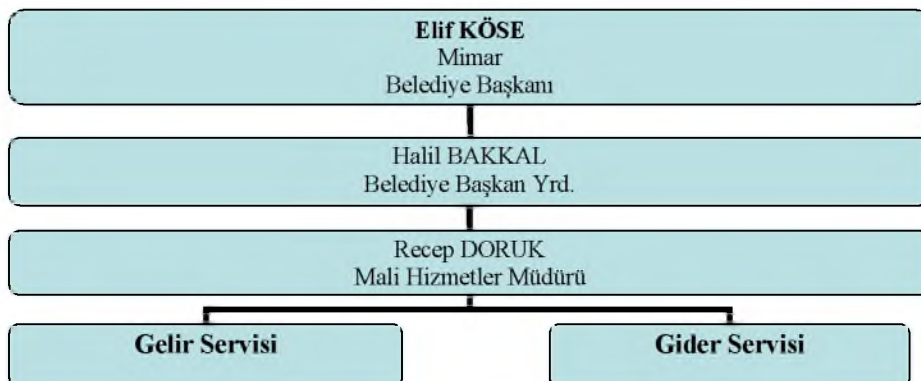 Elif KÖSE
Mimar
Belediye Başkanı
Halil BAKKAL
Belediye Başkan Yrd.
Recep DORUK
Mali Hizmetler Müdürü
Gelir Servisi
Gider Servisi